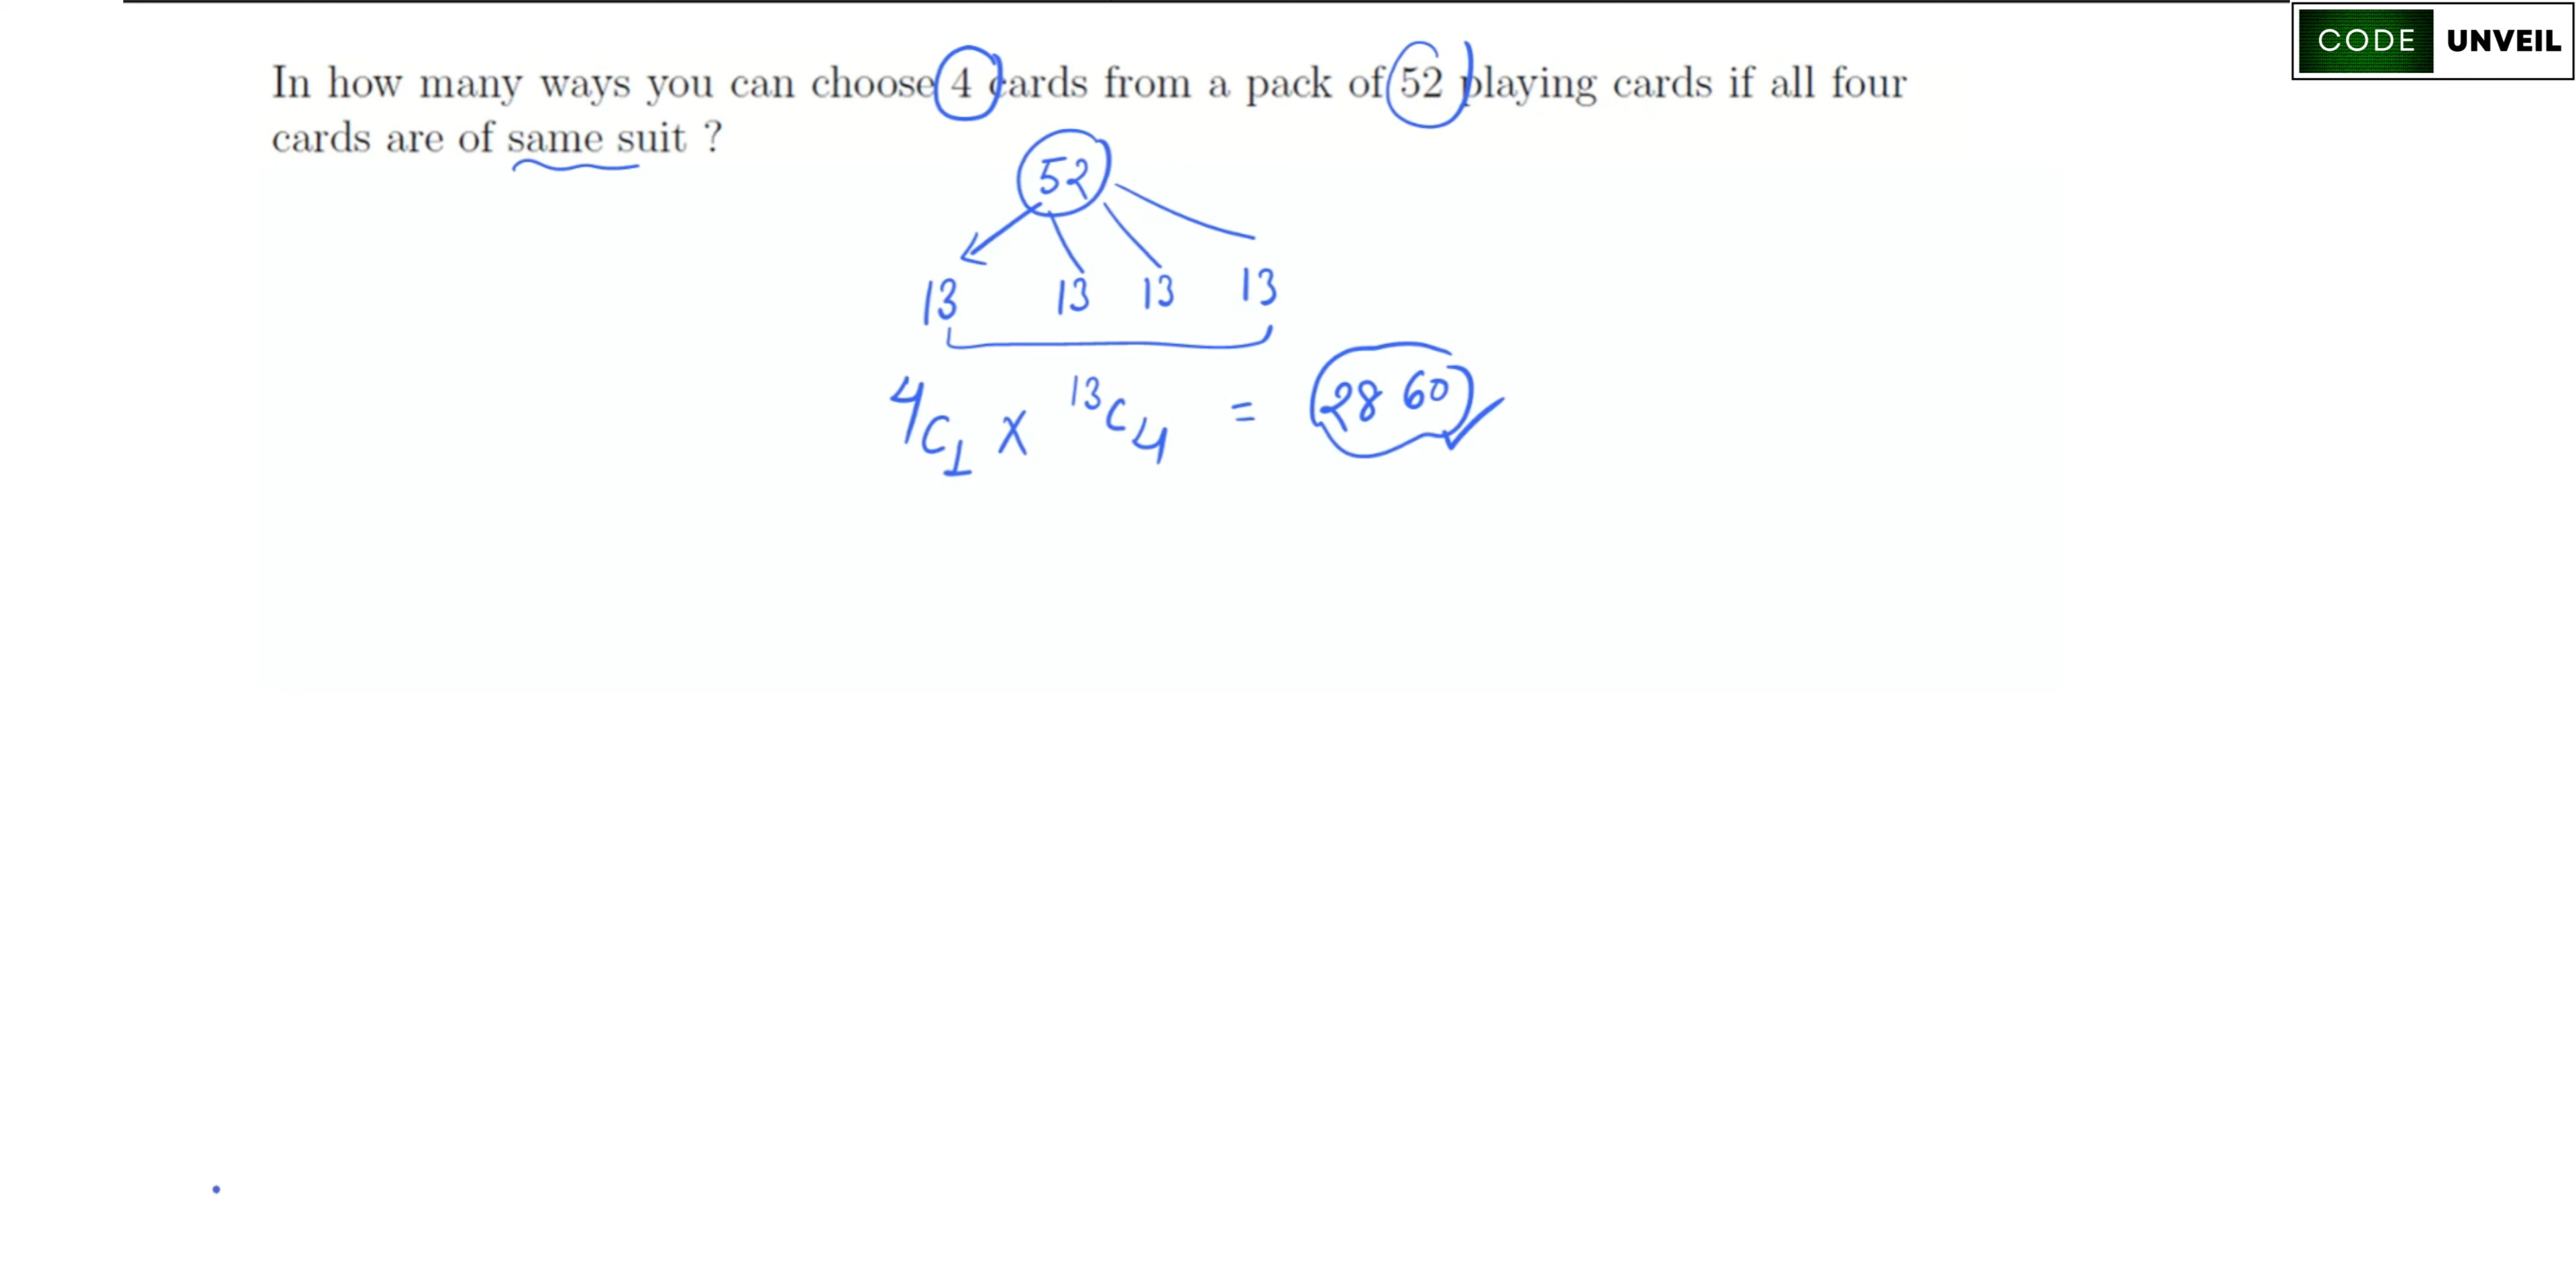 CODE UNVEIL
In how many ways you can choose 4 cards from a pack of 52 playing cards if all four
cards are of same suit ?
52
13 13 13 13
⁴C₁ × ¹³C₄ = 2860